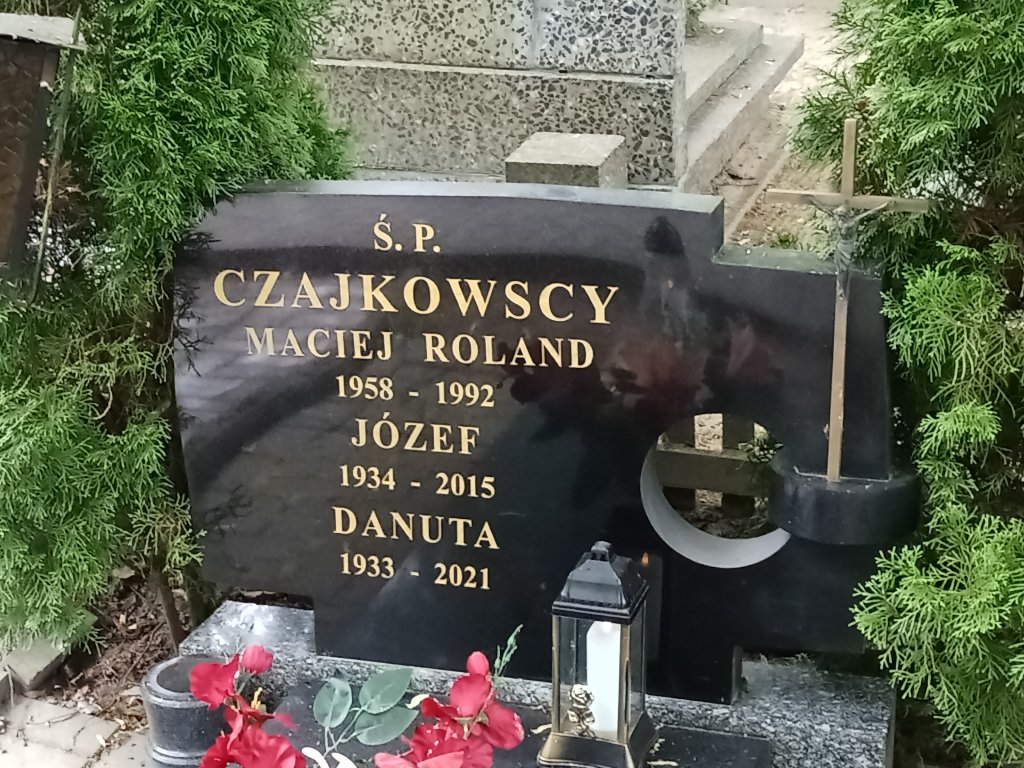 Ś. P.
CZAJKOWSCY
MACIEJ ROLAND
1958 - 1992
JÓZEF
1934 - 2015
DANUTA
1933 - 2021